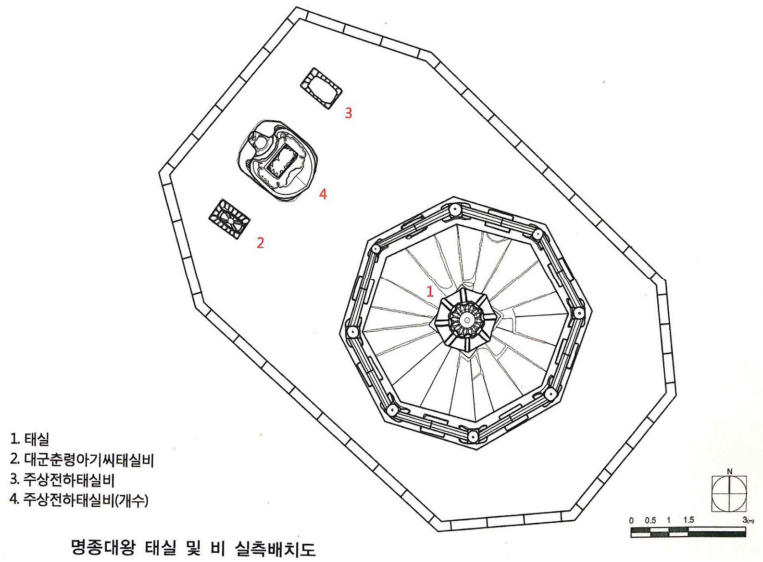 3
4
2
1
1. 태실
2. 대군춘령아기씨태실비
3. 주상전하태실비
4. 주상전하태실비(개수)
N
0 0.5 1 1.5 3(m)
명종대왕 태실 및 비 실측배치도